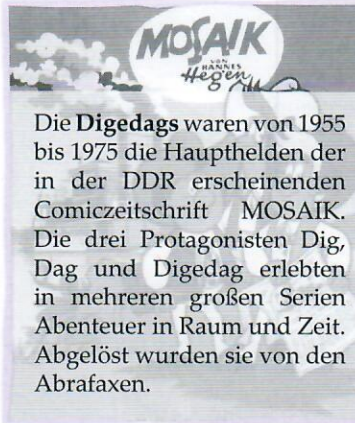 MOSAIK
VON
HANNES
Hegen
Die Digedags waren von 1955
bis 1975 die Haupthelden der
in der DDR erscheinenden
Comiczeitschrift MOSAIK.
Die drei Protagonisten Dig,
Dag und Digedag erlebten
in mehreren großen Serien
Abenteuer in Raum und Zeit.
Abgelöst wurden sie von den
Abrafaxen.